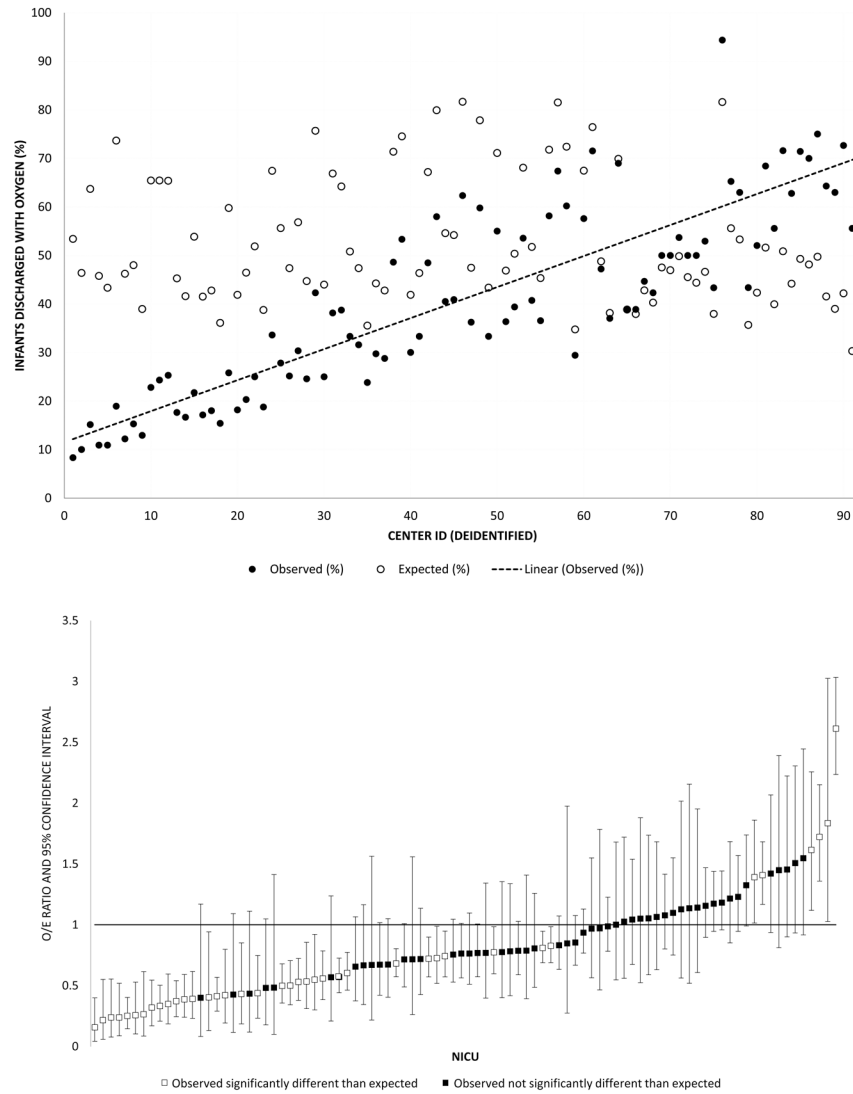 100
90
80
70
60
50
40
30
20
10
0
INFANTS DISCHARGED WITH OXYGEN (%)
0 10 20 30 40 50 60 70 80 90
CENTER ID (DEIDENTIFIED)
Observed (%) Expected (%) Linear (Observed (%))
3.5
3
2.5
2
1.5
1
0.5
0
O/E RATIO AND 95% CONFIDENCE INTERVAL
NICU
Observed significantly different than expected Observed not significantly different than expected